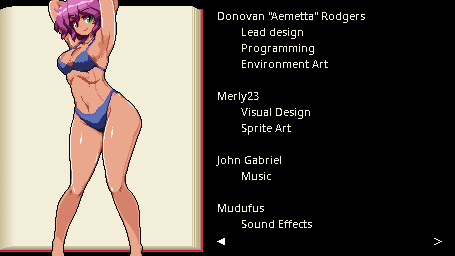 Donovan "Aemetta" Rodgers
Lead design
Programming
Environment Art
Merly23
Visual Design
Sprite Art
John Gabriel
Music
Mudufus
Sound Effects